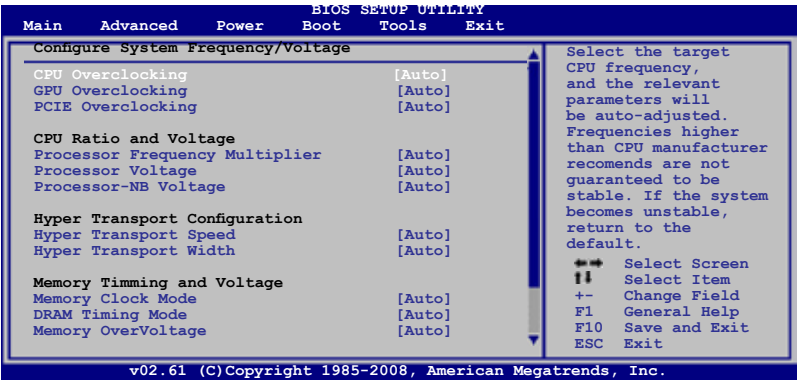 BIOS SETUP UTILITY
Main Advanced Power Boot Tools Exit
Configure System Frequency/Voltage
CPU Overclocking [Auto]
GPU Overclocking [Auto]
PCIE Overclocking [Auto]
CPU Ratio and Voltage
Processor Frequency Multiplier [Auto]
Processor Voltage [Auto]
Processor-NB Voltage [Auto]
Hyper Transport Configuration
Hyper Transport Speed [Auto]
Hyper Transport Width [Auto]
Memory Timming and Voltage
Memory Clock Mode [Auto]
DRAM Timing Mode [Auto]
Memory OverVoltage [Auto]
Select the target
CPU frequency,
and the relevant
parameters will
be auto-adjusted.
Frequencies higher
than CPU manufacturer
recomends are not
guaranteed to be
stable. If the system
becomes unstable,
return to the
default.
Select Screen
Select Item
+- Change Field
F1 General Help
F10 Save and Exit
ESC Exit
v02.61 (C)Copyright 1985-2008, American Megatrends, Inc.